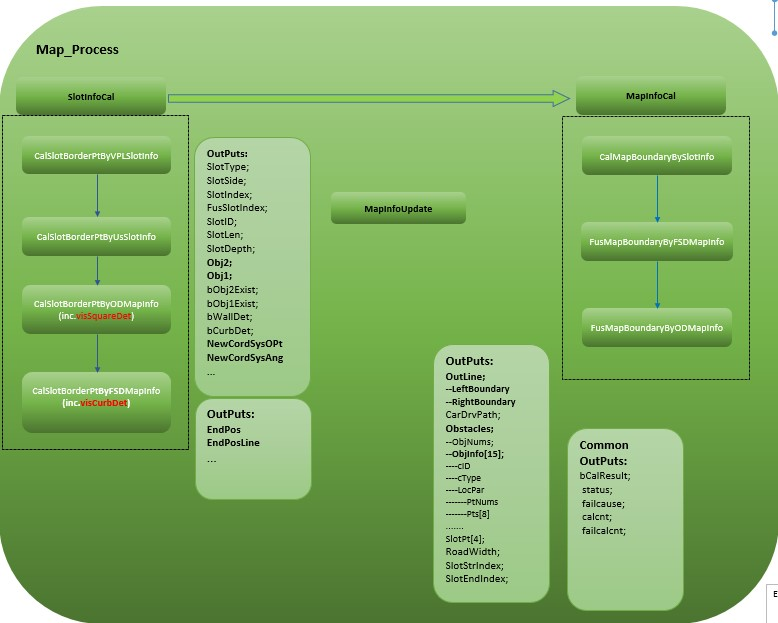 Map_Process
SlotInfoCal
MapInfoCal
CalSlotBorderPtByVPLSlotInfo
CalSlotBorderPtByUsSlotInfo
CalSlotBorderPtByODMapInfo
(inc.visSquareDet)
CalSlotBorderPtByFSDMapInfo
(inc.visCurbDet)
OutPuts:
SlotType;
SlotSide;
SlotIndex;
FusSlotIndex;
SlotID;
SlotLen;
SlotDepth;
Obj2;
Obj1;
bObj2Exist;
bObj1Exist;
bWallDet;
bCurbDet;
NewCordSysOPt
NewCordSysAng
...
OutPuts:
EndPos
EndPosLine
...
MapInfoUpdate
CalMapBoundaryBySlotInfo
FusMapBoundaryByFSDMapInfo
FusMapBoundaryByODMapInfo
OutPuts:
OutLine;
--LeftBoundary
--RightBoundary
CarDrvPath;
Obstacles;
--ObjNums;
--ObjInfo[15];
----cID
----cType
----LocPar
-------PtNums
-------Pts[8]
.......
SlotPt[4];
RoadWidth;
SlotStrIndex;
SlotEndIndex;
Common
OutPuts:
bCalResult;
status;
failcause;
calcnt;
failcalcnt;
E